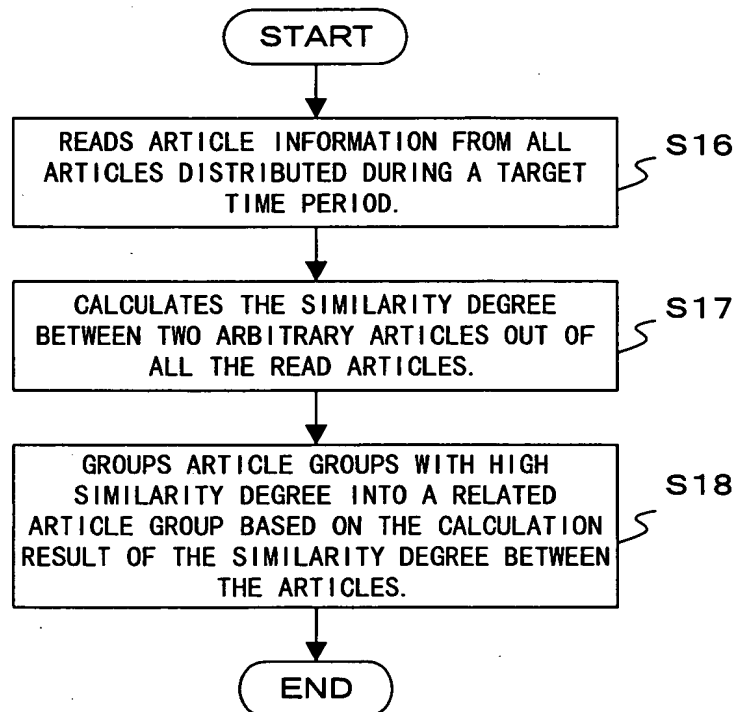 START
READS ARTICLE INFORMATION FROM ALL
ARTICLES DISTRIBUTED DURING A TARGET
TIME PERIOD.
S16
CALCULATES THE SIMILARITY DEGREE
BETWEEN TWO ARBITRARY ARTICLES OUT OF
ALL THE READ ARTICLES.
S17
GROUPS ARTICLE GROUPS WITH HIGH
SIMILARITY DEGREE INTO A RELATED
ARTICLE GROUP BASED ON THE CALCULATION
RESULT OF THE SIMILARITY DEGREE BETWEEN
THE ARTICLES.
S18
END